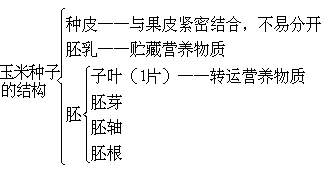 种皮——与果皮紧密结合，不易分开
胚乳——贮藏营养物质
玉米种子
的结构
子叶（1片）——转运营养物质
胚芽
胚
胚轴
胚根